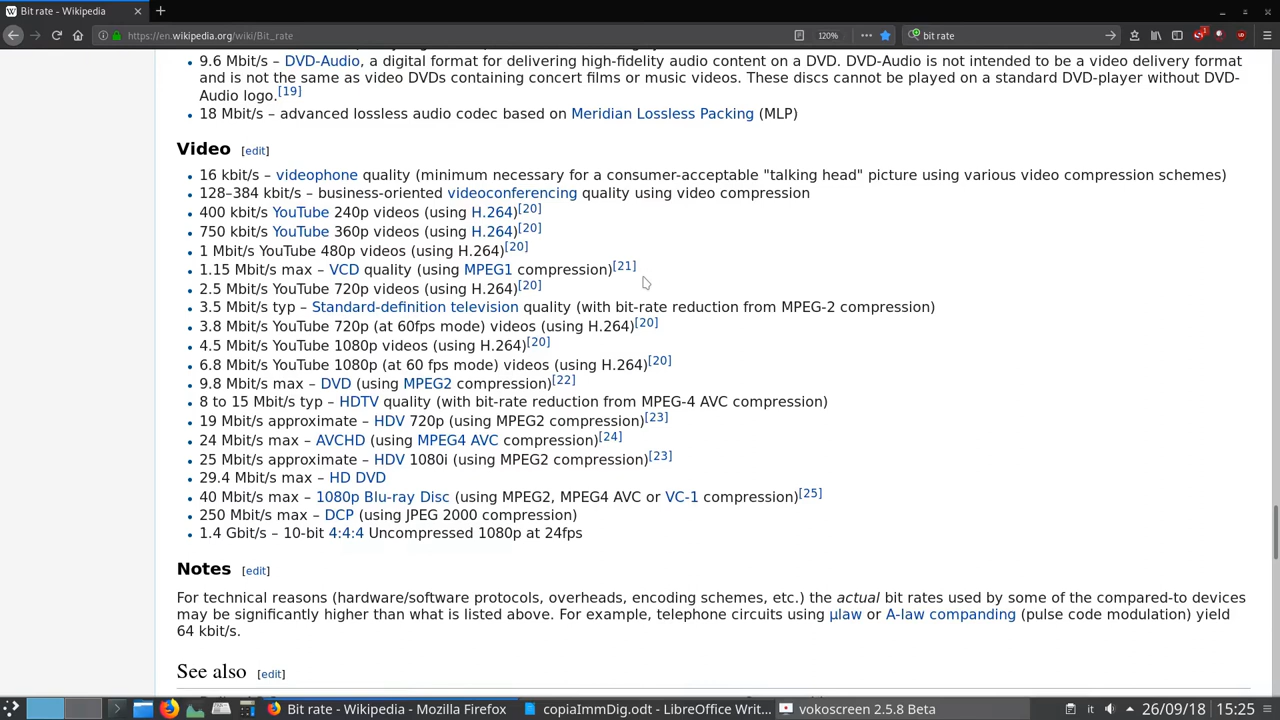 Bit rate - Wikipedia
https://en.wikipedia.org/wiki/Bit_rate
120%
bit rate
9.6 Mbit/s – DVD-Audio, a digital format for delivering high-fidelity audio content on a DVD. DVD-Audio is not intended to be a video delivery format
and is not the same as video DVDs containing concert films or music videos. These discs cannot be played on a standard DVD-player without DVD-
Audio logo.[19]
18 Mbit/s – advanced lossless audio codec based on Meridian Lossless Packing (MLP)
Video [edit]
16 kbit/s – videophone quality (minimum necessary for a consumer-acceptable "talking head" picture using various video compression schemes)
128–384 kbit/s – business-oriented videoconferencing quality using video compression
400 kbit/s YouTube 240p videos (using H.264)[20]
750 kbit/s YouTube 360p videos (using H.264)[20]
1 Mbit/s YouTube 480p videos (using H.264)[20]
1.15 Mbit/s max – VCD quality (using MPEG1 compression)[21]
2.5 Mbit/s YouTube 720p videos (using H.264)[20]
3.5 Mbit/s typ – Standard-definition television quality (with bit-rate reduction from MPEG-2 compression)
3.8 Mbit/s YouTube 720p (at 60fps mode) videos (using H.264)[20]
4.5 Mbit/s YouTube 1080p videos (using H.264)[20]
6.8 Mbit/s YouTube 1080p (at 60 fps mode) videos (using H.264)[20]
9.8 Mbit/s max – DVD (using MPEG2 compression)[22]
8 to 15 Mbit/s typ – HDTV quality (with bit-rate reduction from MPEG-4 AVC compression)
19 Mbit/s approximate – HDV 720p (using MPEG2 compression)[23]
24 Mbit/s max – AVCHD (using MPEG4 AVC compression)[24]
25 Mbit/s approximate – HDV 1080i (using MPEG2 compression)[23]
29.4 Mbit/s max – HD DVD
40 Mbit/s max – 1080p Blu-ray Disc (using MPEG2, MPEG4 AVC or VC-1 compression)[25]
250 Mbit/s max – DCP (using JPEG 2000 compression)
1.4 Gbit/s – 10-bit 4:4:4 Uncompressed 1080p at 24fps
Notes [edit]
For technical reasons (hardware/software protocols, overheads, encoding schemes, etc.) the actual bit rates used by some of the compared-to devices
may be significantly higher than what is listed above. For example, telephone circuits using μlaw or A-law companding (pulse code modulation) yield
64 kbit/s.
See also [edit]
Bit rate - Wikipedia - Mozilla Firefox
copiaImmDig.odt - LibreOffice Writ...
vokoscreen 2.5.8 Beta
it
26/09/18
15:25